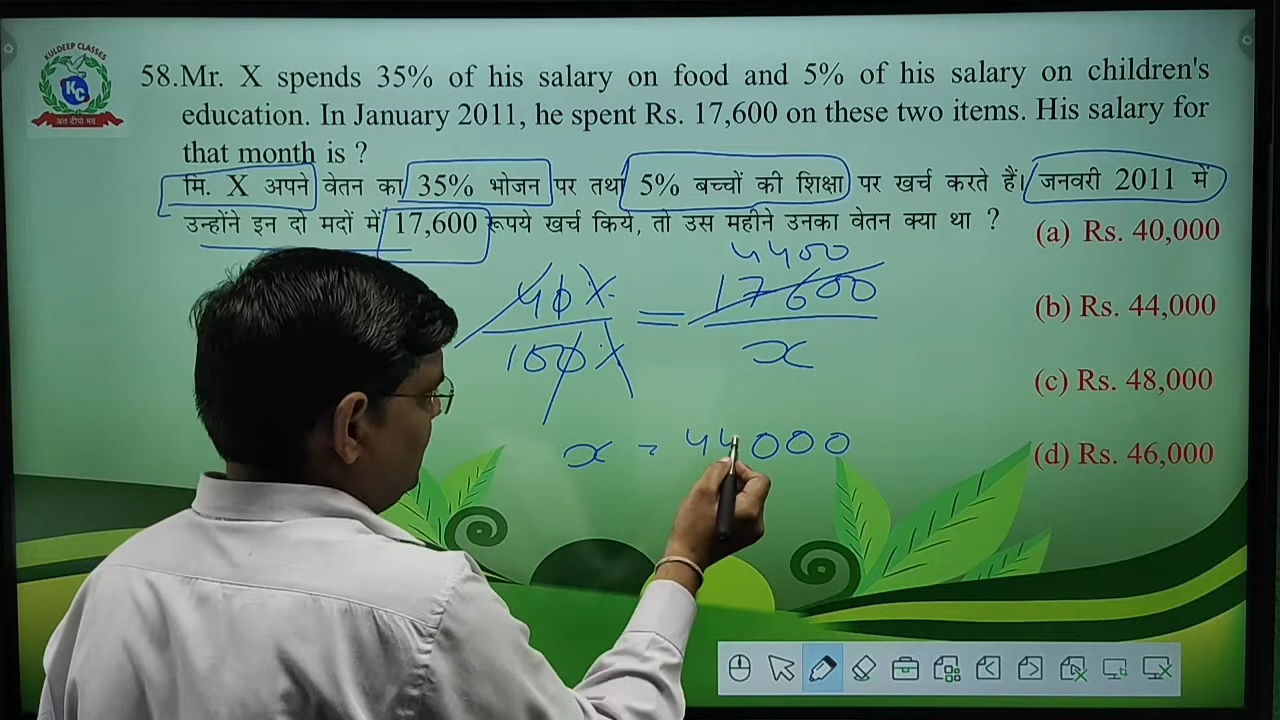 KULDEEP CLASSES
KC
अत्त दीपो भव
58.Mr. X spends 35% of his salary on food and 5% of his salary on children's
education. In January 2011, he spent Rs. 17,600 on these two items. His salary for
that month is ?
मि. X अपने वेतन का 35% भोजन पर तथा 5% बच्चों की शिक्षा पर खर्च करते हैं। जनवरी 2011 में
उन्होंने इन दो मदों में 17,600 रूपये खर्च किये, तो उस महीने उनका वेतन क्या था ?
(a) Rs. 40,000
(b) Rs. 44,000
(c) Rs. 48,000
(d) Rs. 46,000
4400
40 x = 17600
100 x x
x = 44000